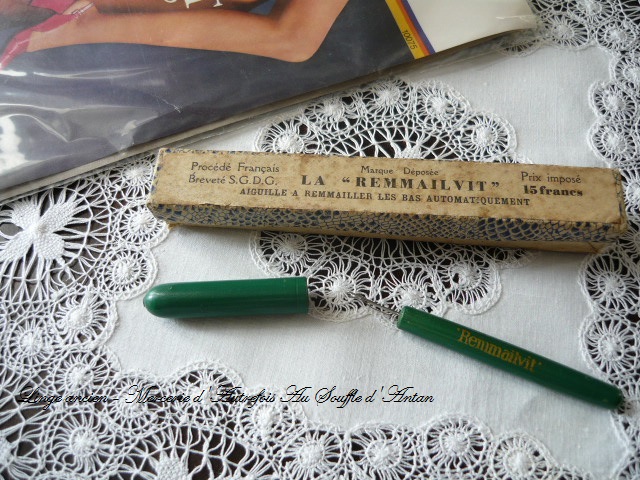 10075
Procédé Français
Breveté S.G.D.G.
Marque Déposée
LA "REMMAILVIT"
Prix imposé
15 francs
AIGUILLE A REMMAILLER LES BAS AUTOMATIQUEMENT
Remmailvit
Linge ancien - Mercerie d'Autrefois Au Souffle d'Antan